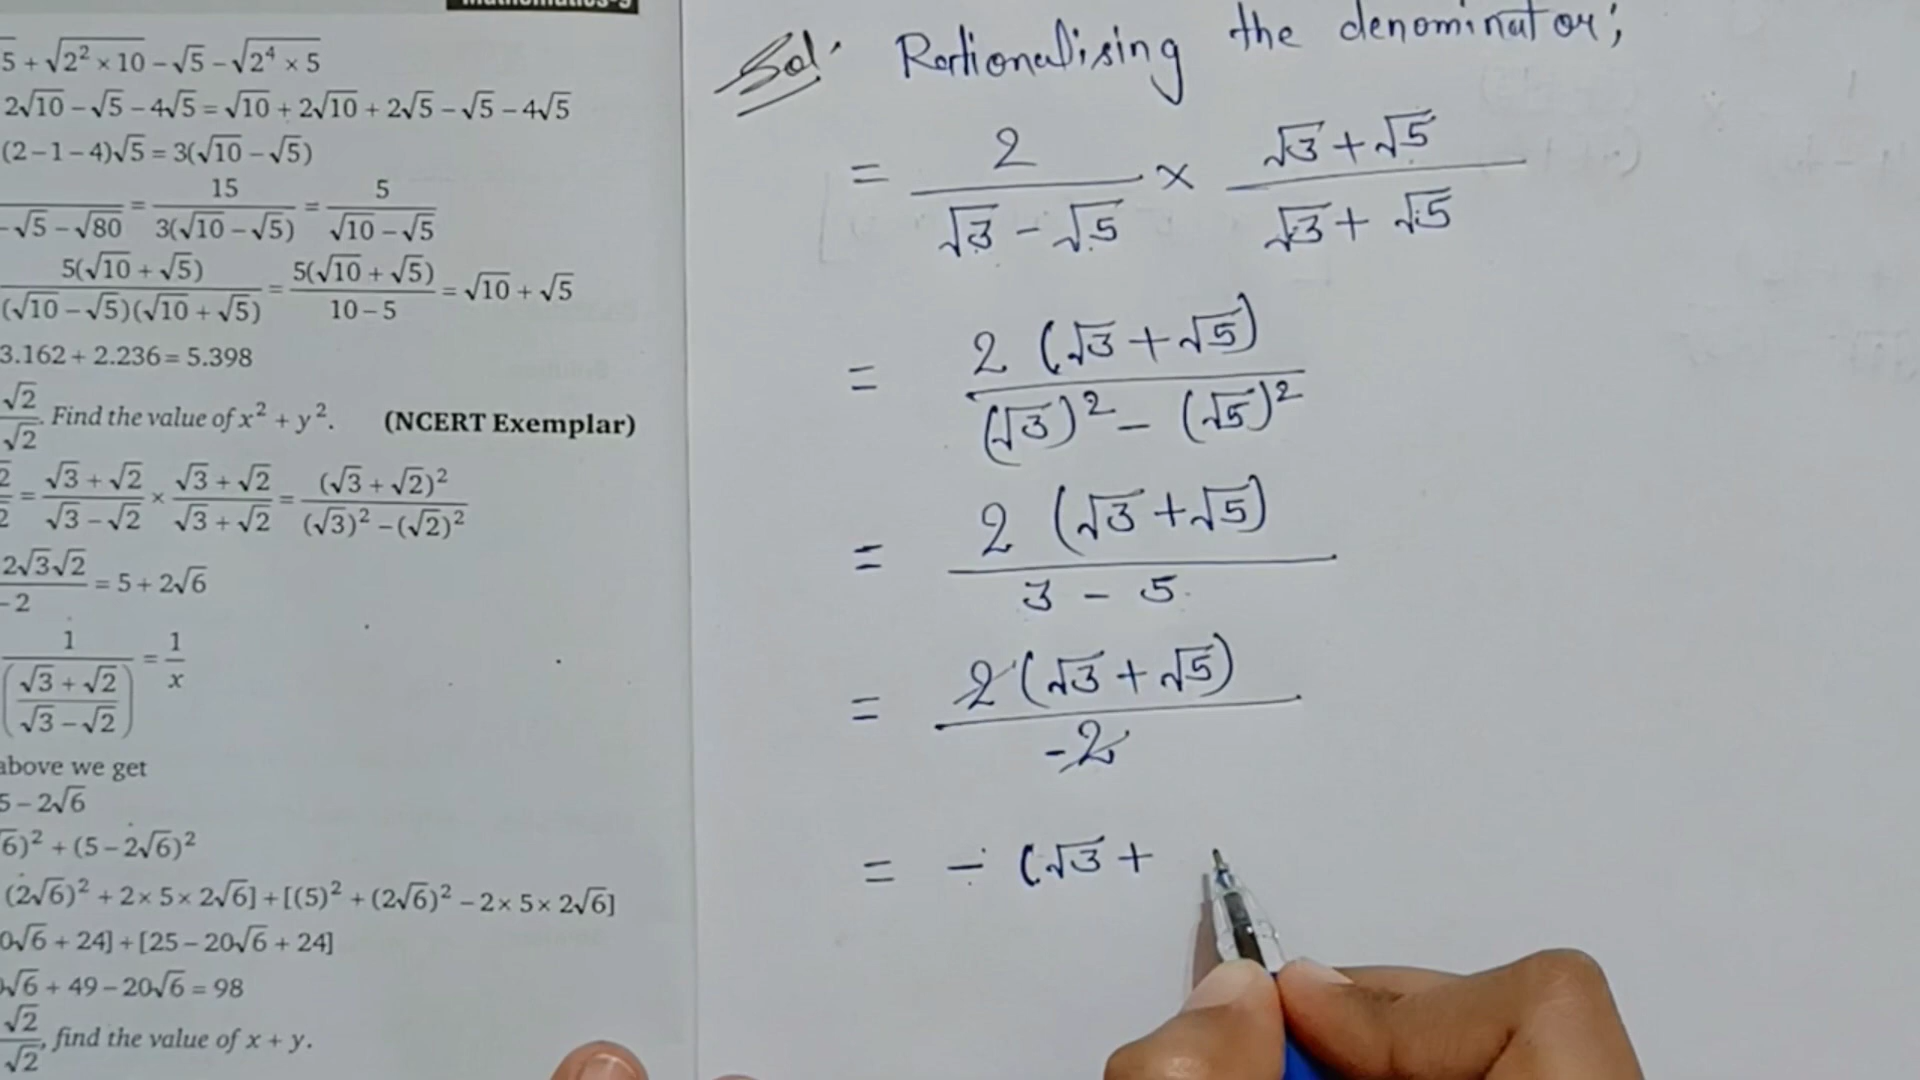 Mathematics-9
5 + √(2² × 10) − √5 − √(2⁴ × 5)
2√10 − √5 − 4√5 = √10 + 2√10 + 2√5 − √5 − 4√5
(2 − 1 − 4)√5 = 3(√10 − √5)
−√5 − √80 = 15/3(√10 − √5) = 5/√10 − √5
5(√10 + √5)/(√10 − √5)(√10 + √5) = 5(√10 + √5)/10 − 5 = √10 + √5
3.162 + 2.236 = 5.398
√2/√2. Find the value of x² + y². (NCERT Exemplar)
2/2 = √3 + √2/√3 − √2 × √3 + √2/√3 + √2 = (√3 + √2)²/(√3)² − (√2)²
2√3√2/−2 = 5 + 2√6
1/(√3 + √2/√3 − √2) = 1/x
above we get
5 − 2√6
6)² + (5 − 2√6)²
(2√6)² + 2 × 5 × 2√6] + [(5)² + (2√6)² − 2 × 5 × 2√6]
0√6 + 24] + [25 − 20√6 + 24]
√6 + 49 − 20√6 = 98
√2/√2, find the value of x + y.
Sol. Rationalising the denominator;
= 2/√3 − √5 × √3 + √5/√3 + √5
= 2 (√3 + √5)/(√3)² − (√5)²
= 2 (√3 + √5)/3 − 5
= 2 (√3 + √5)/−2
= − (√3 +